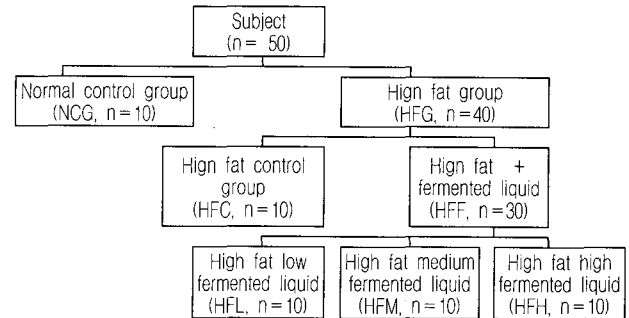 Subject
(n= 50)
Normal control group
(NCG, n=10)
Hign fat group
(HFG, n=40)
Hign fat control
group
(HFC, n=10)
Hign fat +
fermented liquid
(HFF, n=30)
High fat low
fermented liquid
(HFL, n=10)
High fat medium
fermented liquid
(HFM, n=10)
High fat high
fermented liquid
(HFH, n=10)